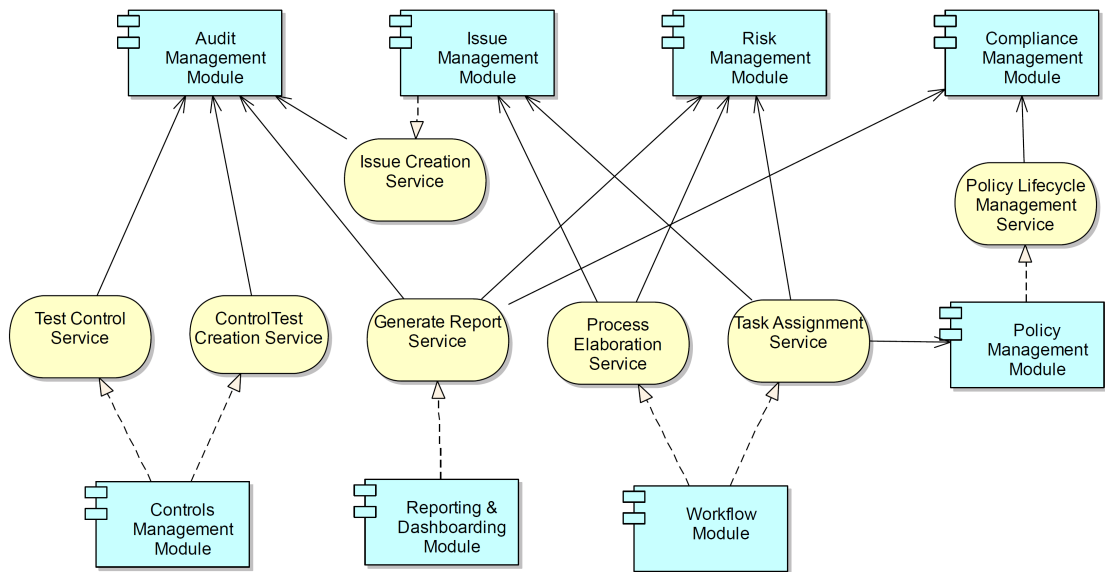 Audit
Management
Module
Issue
Management
Module
Risk
Management
Module
Compliance
Management
Module
Issue Creation
Service
Policy Lifecycle
Management
Service
Test Control
Service
ControlTest
Creation Service
Generate Report
Service
Process
Elaboration
Service
Task Assignment
Service
Policy
Management
Module
Controls
Management
Module
Reporting &
Dashboarding
Module
Workflow
Module